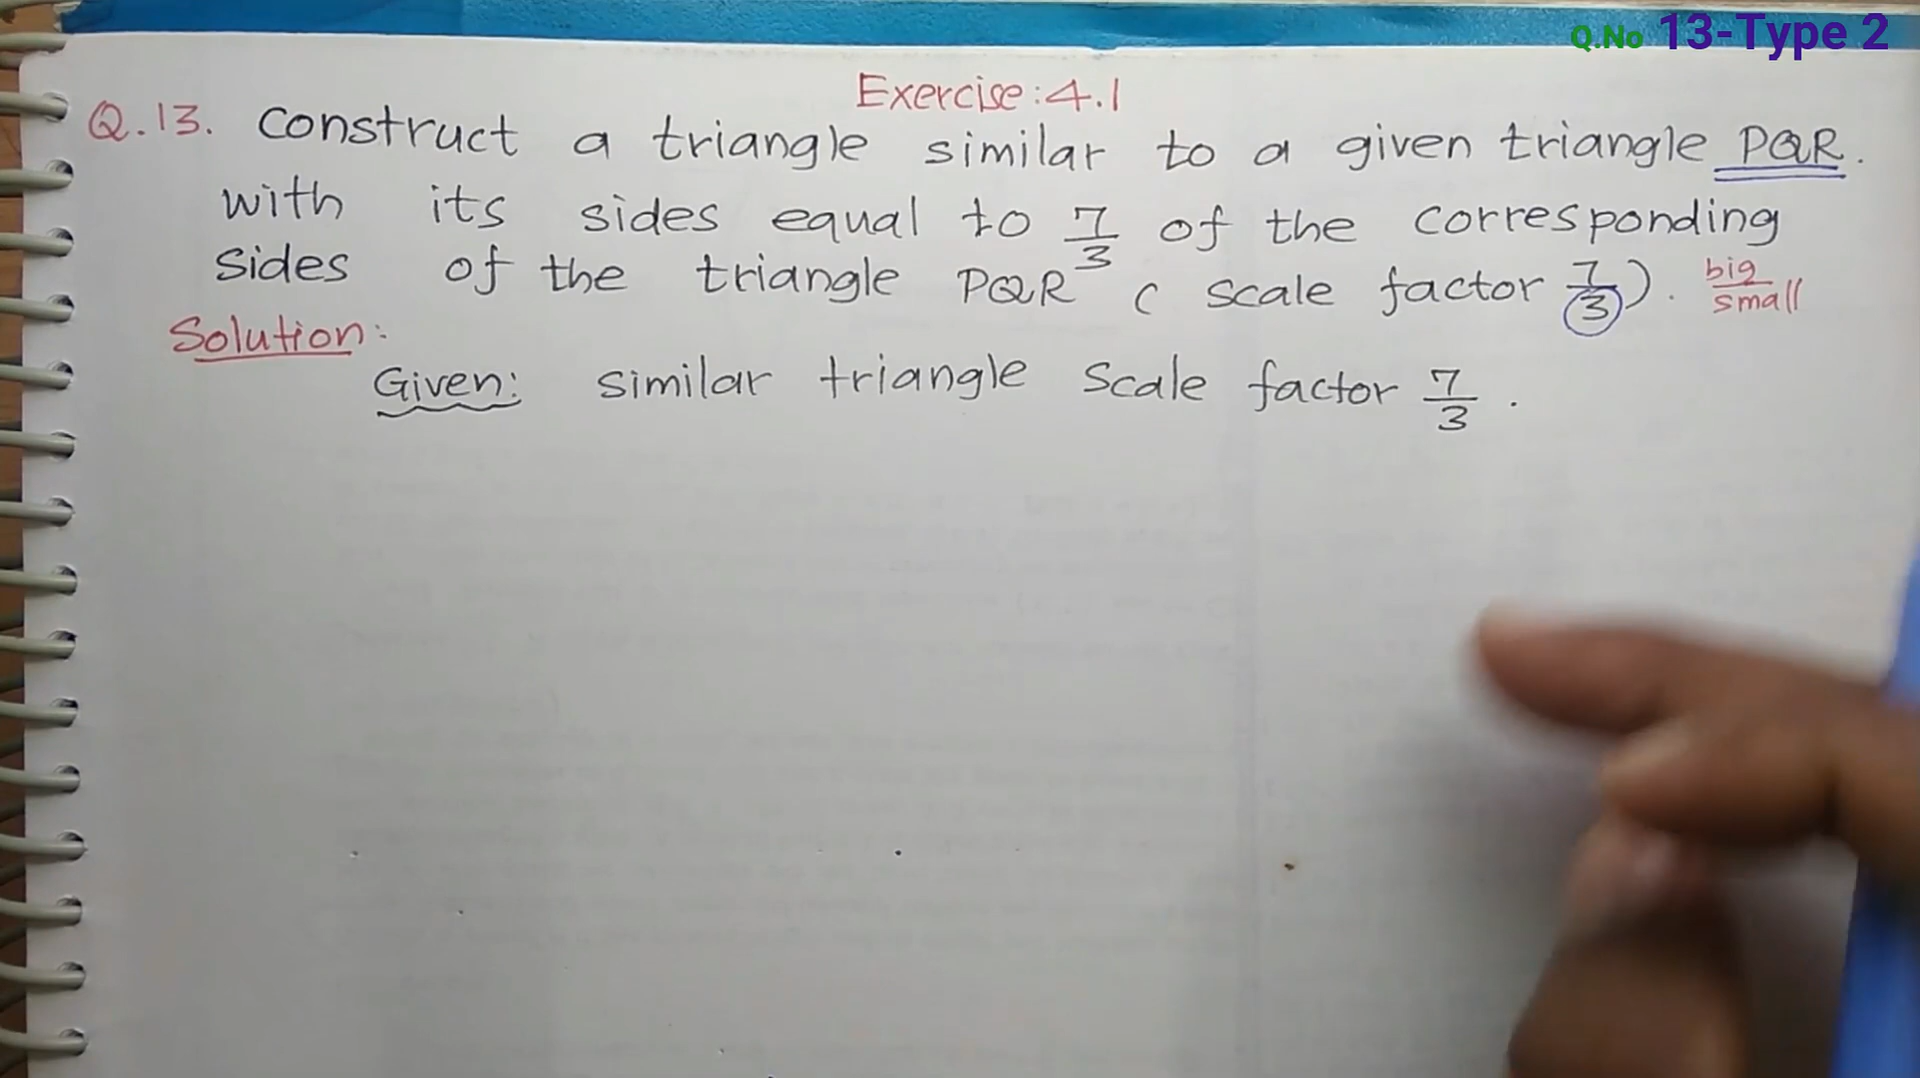 Q.No 13-Type 2
Exercise:4.1
Q.13. Construct a triangle similar to a given triangle PQR.
with its sides equal to 7/3 of the corresponding
sides of the triangle PQR ( scale factor 7/3). big/small
Solution:
Given: similar triangle scale factor 7/3.